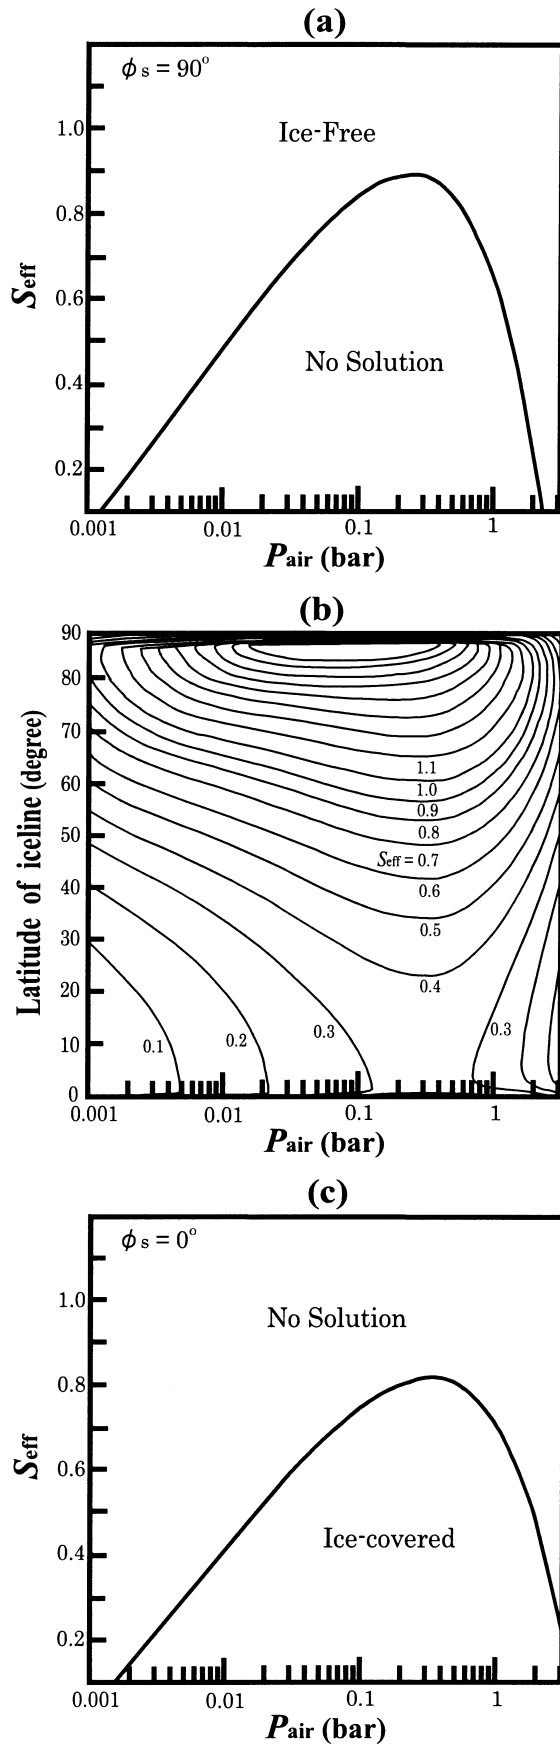 (a)
ϕs = 90°
Ice-Free
No Solution
Seff
1.0
0.8
0.6
0.4
0.2
0.001
0.01
0.1
1
Pair (bar)
(b)
Latitude of iceline (degree)
90
80
70
60
50
40
30
20
10
0
1.1
1.0
0.9
0.8
Seff = 0.7
0.6
0.5
0.4
0.3
0.3
0.2
0.1
0.001
0.01
0.1
1
Pair (bar)
(c)
ϕs = 0°
No Solution
Ice-covered
Seff
1.0
0.8
0.6
0.4
0.2
0.001
0.01
0.1
1
Pair (bar)